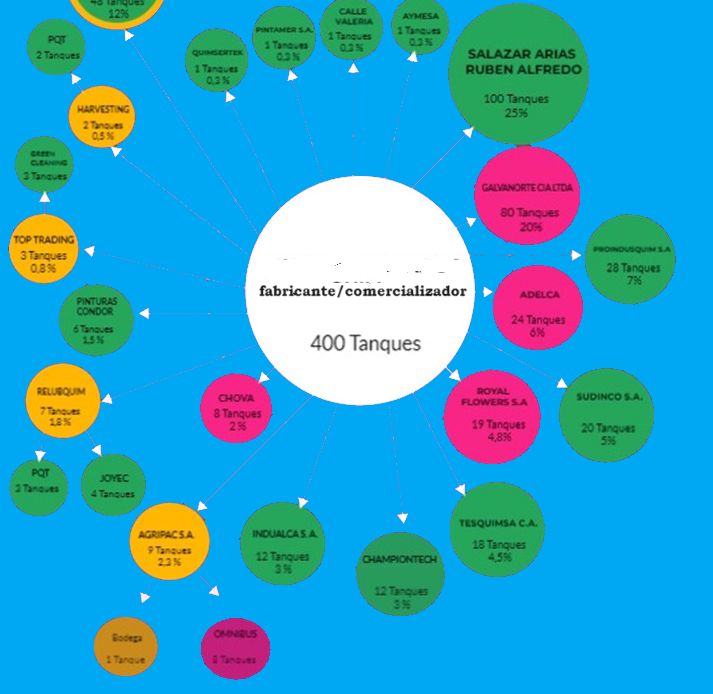 48 Tanques
12%
PQT
2 Tanques
HARVESTING
2 Tanques
0,5 %
GREEN
CLEANING
3 Tanques
TOP TRADING
3 Tanques
0,8 %
PINTURAS
CONDOR
6 Tanques
1,5 %
RELUBQUIM
7 Tanques
1,8 %
PQT
3 Tanques
JOYEC
4 Tanques
AGRIPAC S.A.
9 Tanques
2,3 %
Bodega
1 Tanque
OMNIBUS
8 Tanques
QUIMSERTEK
1 Tanques
0,3 %
PINTAMER S.A.
1 Tanques
0,3 %
CALLE
VALERIA
1 Tanques
0,3 %
AYMESA
1 Tanques
0,3 %
SALAZAR ARIAS
RUBEN ALFREDO
100 Tanques
25%
GALVANORTE CIA LTDA
80 Tanques
20%
PROINDUSQUIM S.A
28 Tanques
7%
ADELCA
24 Tanques
6%
SUDINCO S.A.
20 Tanques
5%
ROYAL
FLOWERS S.A
19 Tanques
4,8%
TESQUIMSA C.A.
18 Tanques
4,5%
CHAMPIONTECH
12 Tanques
3 %
INDUALCA S.A.
12 Tanques
3 %
CHOVA
8 Tanques
2 %
fabricante/comercializador
400 Tanques